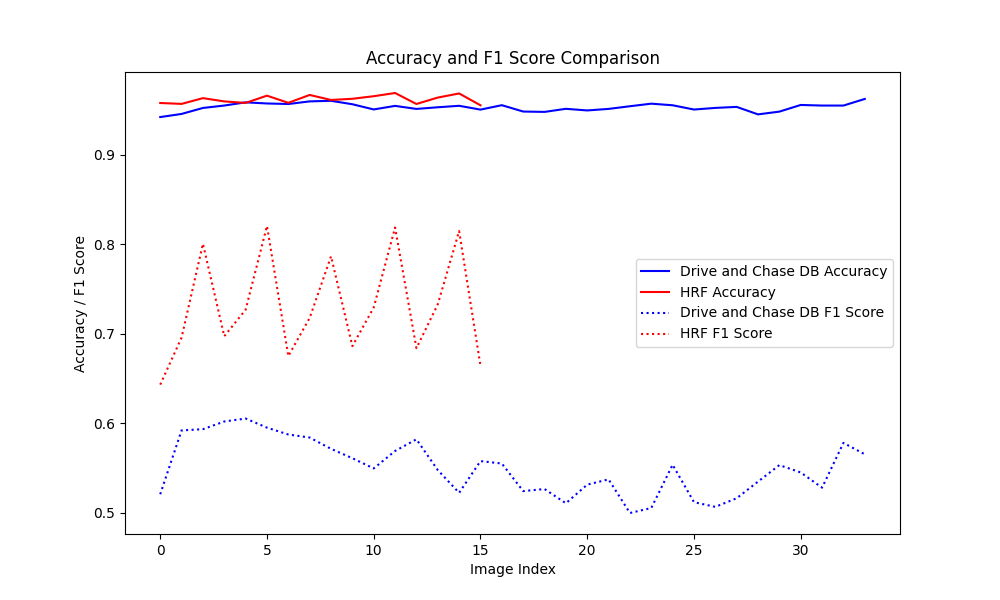 Accuracy and F1 Score Comparison
Accuracy / F1 Score
0.9
0.8
0.7
0.6
0.5
Drive and Chase DB Accuracy
HRF Accuracy
Drive and Chase DB F1 Score
HRF F1 Score
0 5 10 15 20 25 30
Image Index